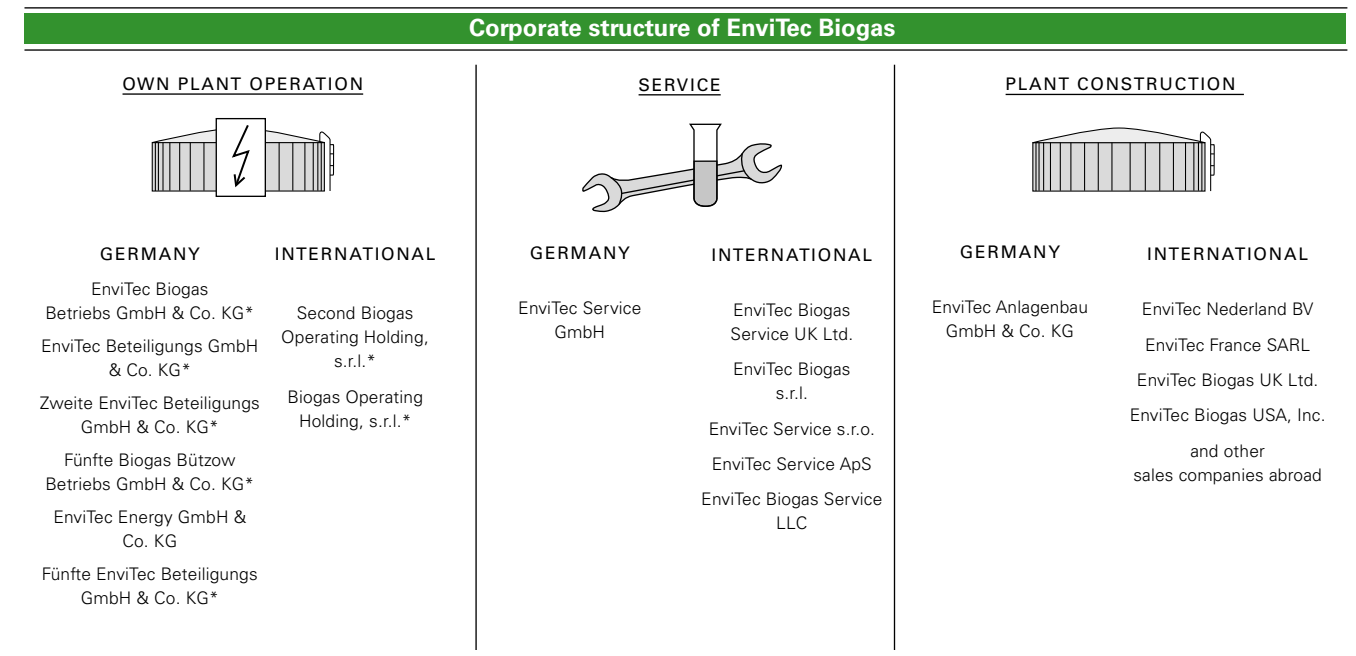 Corporate structure of EnviTec Biogas
OWN PLANT OPERATION
GERMANY
EnviTec Biogas
Betriebs GmbH & Co. KG*
EnviTec Beteiligungs GmbH
& Co. KG*
Zweite EnviTec Beteiligungs
GmbH & Co. KG*
Fünfte Biogas Bützow
Betriebs GmbH & Co. KG*
EnviTec Energy GmbH &
Co. KG
Fünfte EnviTec Beteiligungs
GmbH & Co. KG*
INTERNATIONAL
Second Biogas
Operating Holding,
s.r.l.*
Biogas Operating
Holding, s.r.l.*
SERVICE
GERMANY
EnviTec Service
GmbH
INTERNATIONAL
EnviTec Biogas
Service UK Ltd.
EnviTec Biogas
s.r.l.
EnviTec Service s.r.o.
EnviTec Service ApS
EnviTec Biogas Service
LLC
PLANT CONSTRUCTION
GERMANY
EnviTec Anlagenbau
GmbH & Co. KG
INTERNATIONAL
EnviTec Nederland BV
EnviTec France SARL
EnviTec Biogas UK Ltd.
EnviTec Biogas USA, Inc.
and other
sales companies abroad